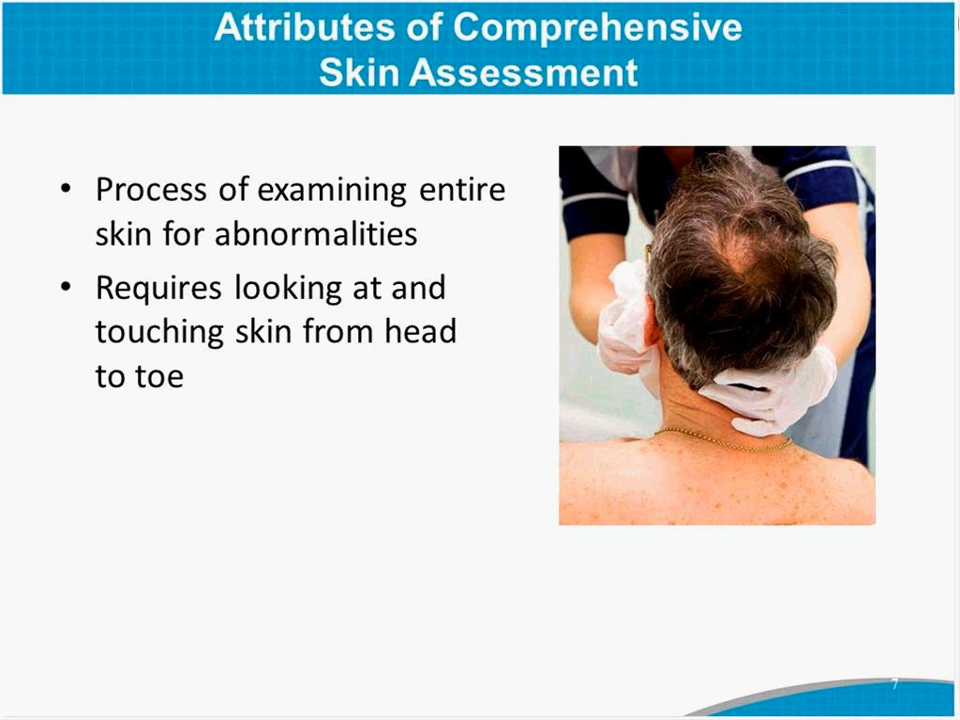 Attributes of Comprehensive
Skin Assessment
• Process of examining entire
skin for abnormalities
• Requires looking at and
touching skin from head
to toe
7